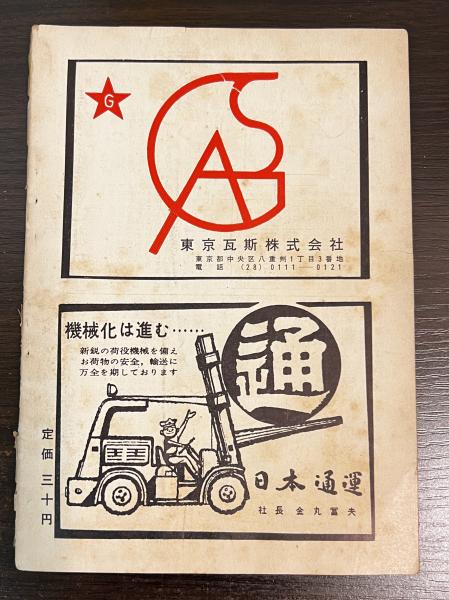 G
GAS
東京瓦斯株式会社
東京都中央区八重州1丁目3番地
電話 (28) 0111——0121
機械化は進む……
新鋭の荷役機械を備え
お荷物の安全，輸送に
万全を期しております
通
日本通運
社長 金丸冨夫
定価 三十円